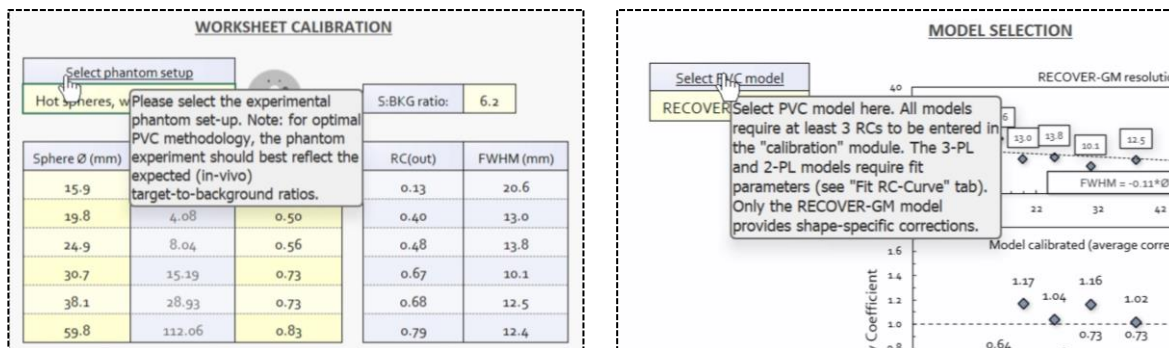 WORKSHEET CALIBRATION
Select phantom setup
Hot spheres, w
Please select the experimental
phantom set-up. Note: for optimal
PVC methodology, the phantom
experiment should best reflect the
expected (in-vivo)
target-to-background ratios.
S:BKG ratio: 6.2
Sphere Ø (mm) RC(out) FWHM (mm)
15.9 0.13 20.6
19.8 4.08 0.50 0.40 13.0
24.9 8.04 0.56 0.48 13.8
30.7 15.19 0.73 0.67 10.1
38.1 28.93 0.73 0.68 12.5
59.8 112.06 0.83 0.79 12.4
MODEL SELECTION
Select PVC model
RECOVER
Select PVC model here. All models
require at least 3 RCs to be entered in
the "calibration" module. The 3-PL
and 2-PL models require fit
parameters (see "Fit RC-Curve" tab).
Only the RECOVER-GM model
provides shape-specific corrections.
RECOVER-GM resoluti
40
6
13.0 13.8 10.1 12.5
FWHM = -0.11*Ø
22 32 42
Model calibrated (average corre
1.6
1.4
1.2
1.0
1.17 1.04 1.16 1.02
0.64 0.73 0.73
y Coefficient